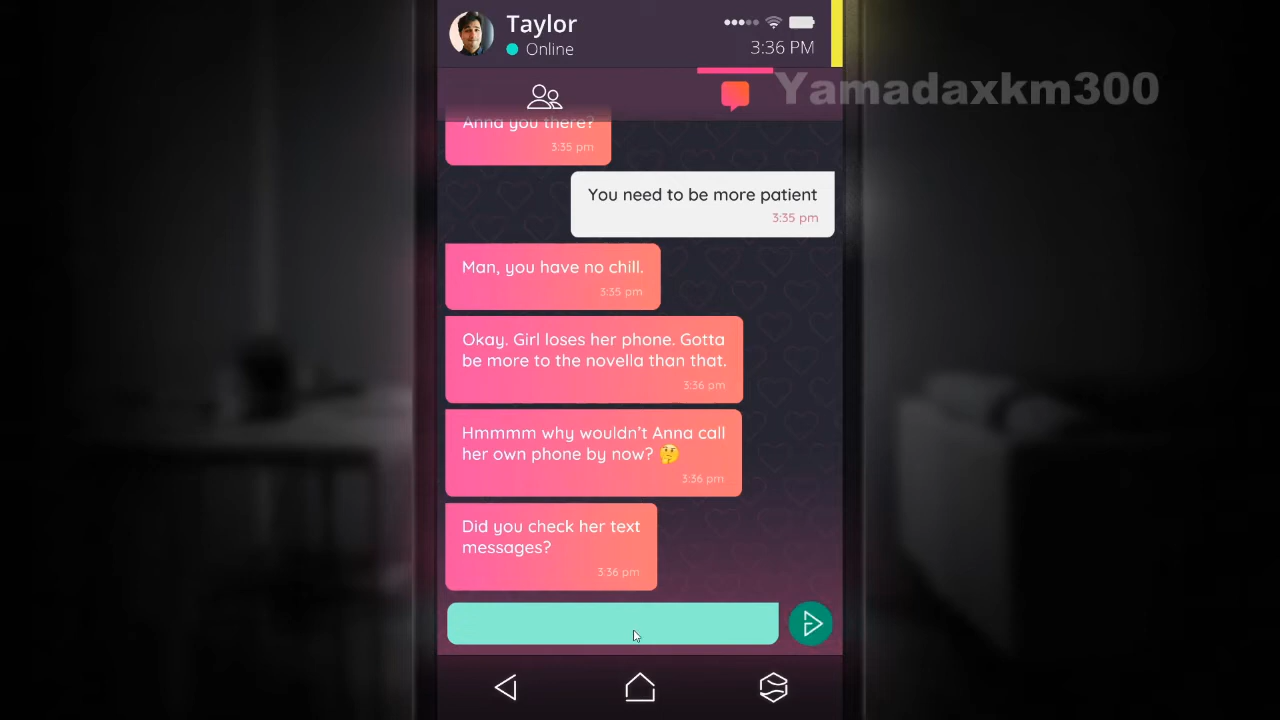 Taylor
Online
3:36 PM
Yamadaxkm300
Anna you there?
3:35 pm
You need to be more patient
3:35 pm
Man, you have no chill.
3:35 pm
Okay. Girl loses her phone. Gotta
be more to the novella than that.
3:36 pm
Hmmmm why wouldn't Anna call
her own phone by now? 🤔
3:36 pm
Did you check her text
messages?
3:36 pm